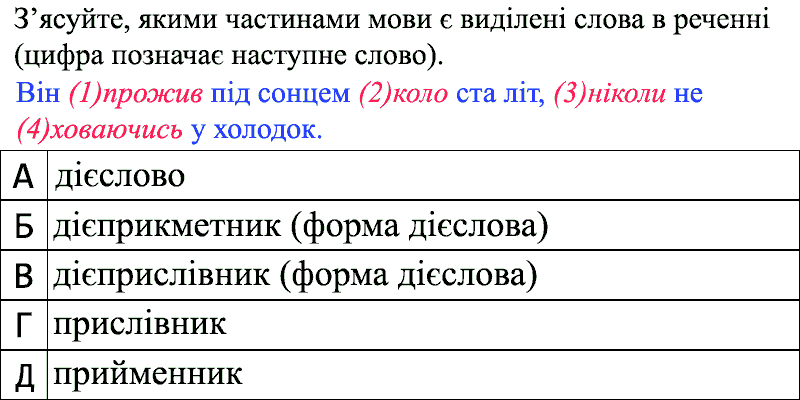 З’ясуйте, якими частинами мови є виділені слова в реченні
(цифра позначає наступне слово).
Він (1)прожив під сонцем (2)коло ста літ, (3)ніколи не
(4)ховаючись у холодок.
А дієслово
Б дієприкметник (форма дієслова)
В дієприслівник (форма дієслова)
Г прислівник
Д прийменник